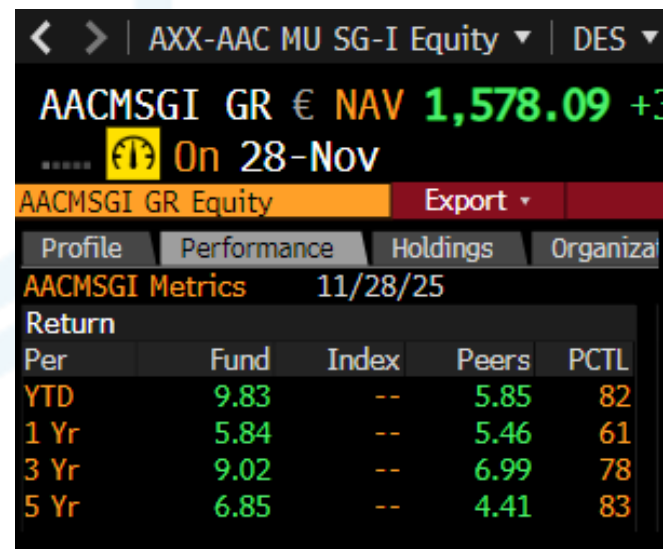 < > AXX-AAC MU SG-I Equity ▼ DES ▼
AACMSGI GR € NAV 1,578.09
..... On 28-Nov
AACMSGI GR Equity Export ▾
Profile Performance Holdings
AACMSGI Metrics 11/28/25
Return
Per Fund Index Peers PCTL
YTD 9.83 -- 5.85 82
1 Yr 5.84 -- 5.46 61
3 Yr 9.02 -- 6.99 78
5 Yr 6.85 -- 4.41 83